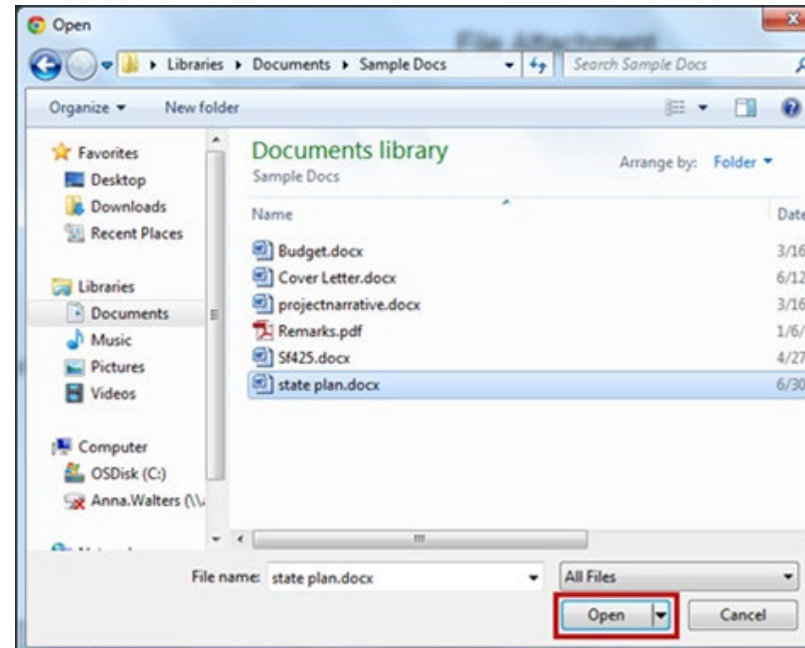 Open
File Attachment
Libraries Documents Sample Docs Search Sample Docs
Organize New folder
Favorites
Desktop
Downloads
Recent Places
Libraries
Documents
Music
Pictures
Videos
Computer
OSDisk (C:)
Anna.Walters (\\
Documents library
Sample Docs
Arrange by: Folder
Name Date
Budget.docx 3/16
Cover Letter.docx 6/12
projectnarrative.docx 3/16
Remarks.pdf 1/6/
Sf425.docx 4/27
state plan.docx 6/30
File name: state plan.docx All Files
Open Cancel